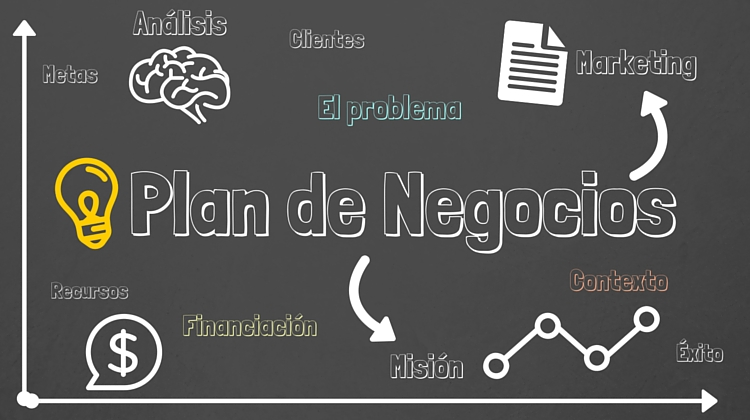 Análisis
Clientes
Metas
Marketing
El problema
Plan de Negocios
Contexto
Recursos
Financiación
$
Misión
Éxito